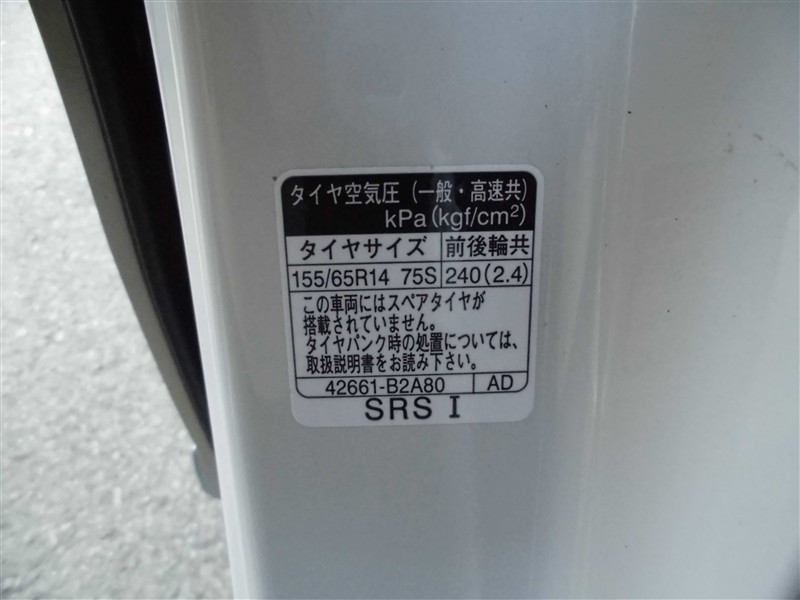 タイヤ空気圧（一般・高速共）
kPa(kgf/cm²)
タイヤサイズ 前後輪共
155/65R14 75S 240(2.4)
この車両にはスペアタイヤが
搭載されていません。
タイヤパンク時の処置については、
取扱説明書をお読み下さい。
42661-B2A80 AD
SRS I